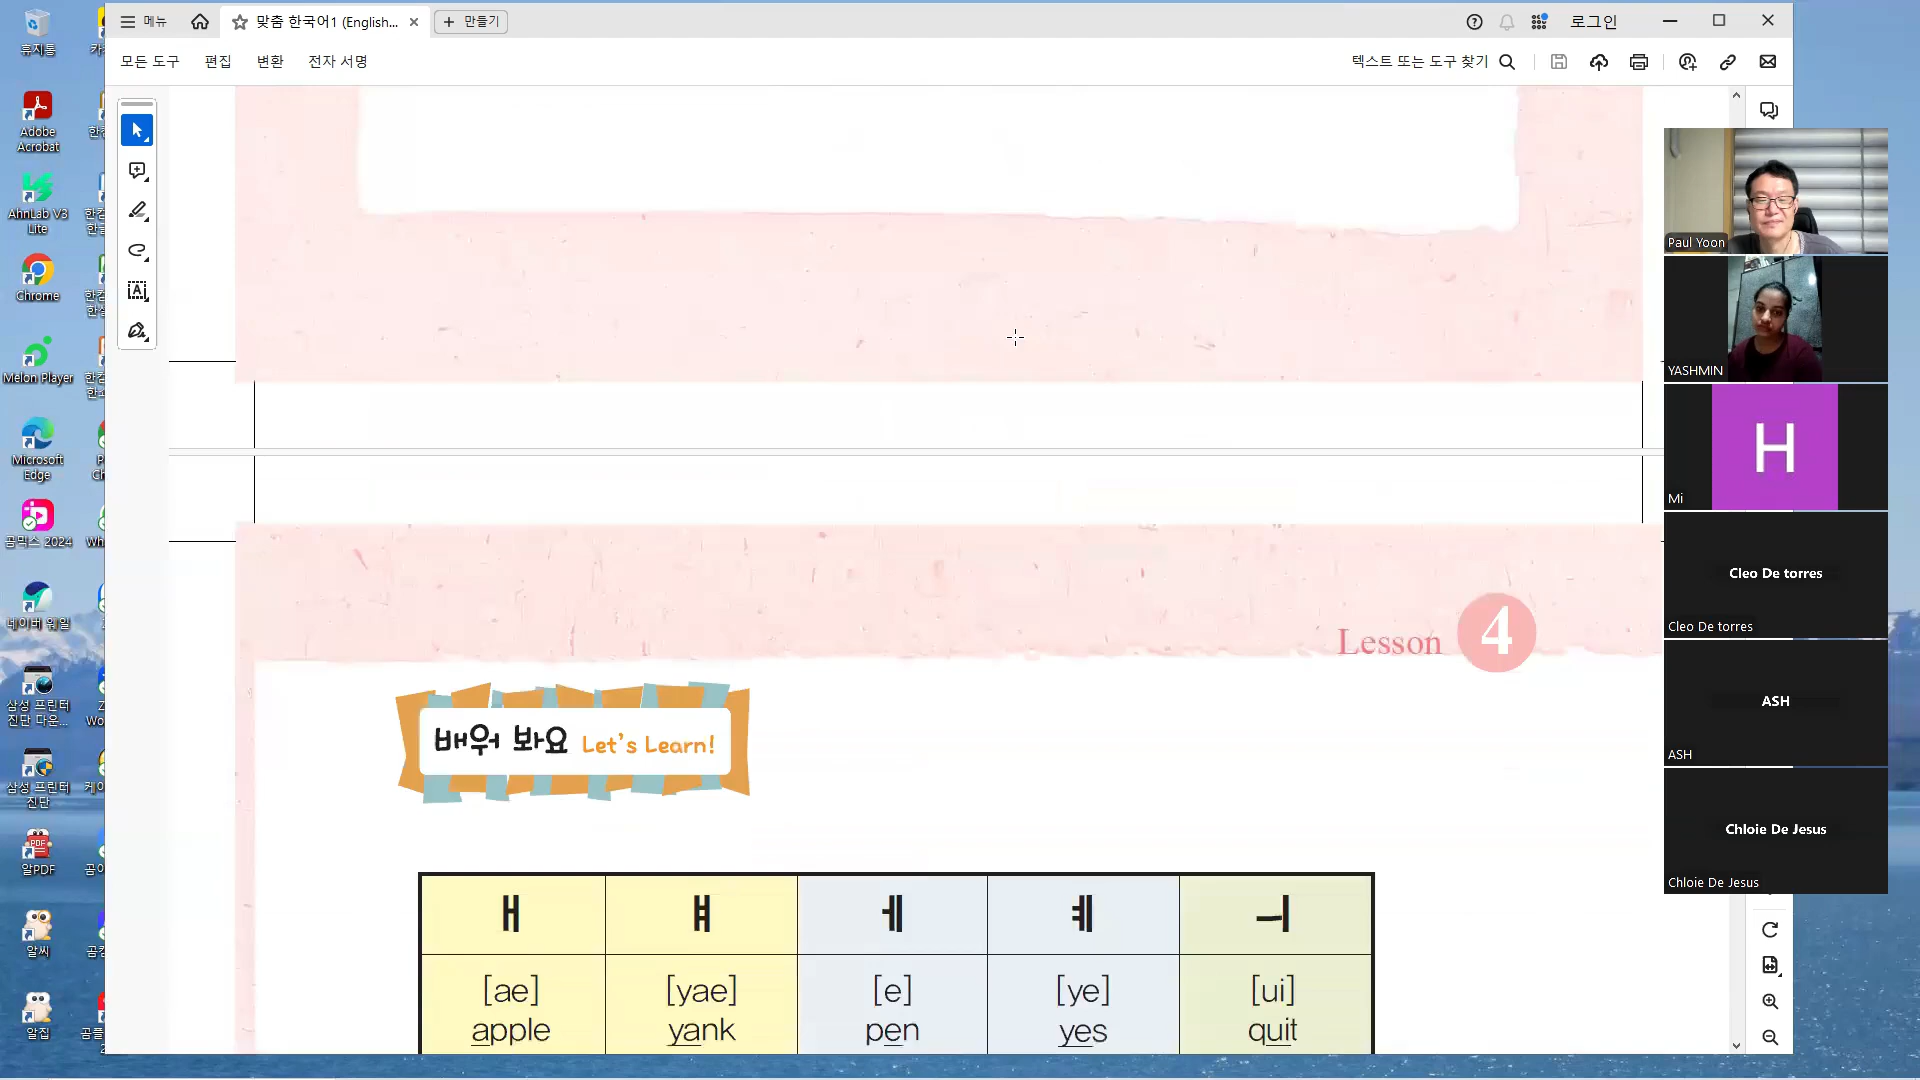 메뉴
맞춤 한국어1 (English...
만들기
로그인
모든 도구
편집
변환
전자 서명
텍스트 또는 도구 찾기
휴지통
Adobe Acrobat
AhnLab V3 Lite
Chrome
Melon Player
Microsoft Edge
곰믹스 2024
네이버 웨일
삼성 프린터 진단 다운...
삼성 프린터 진단
알PDF
알씨
알집
Lesson 4
배워 봐요 Let's Learn!
ㅐ ㅒ ㅔ ㅖ ㅢ
[ae] [yae] [e] [ye] [ui]
apple yank pen yes quit
Paul Yoon
YASHMIN
H
Mi
Cleo De torres
Cleo De torres
ASH
ASH
Chloie De Jesus
Chloie De Jesus